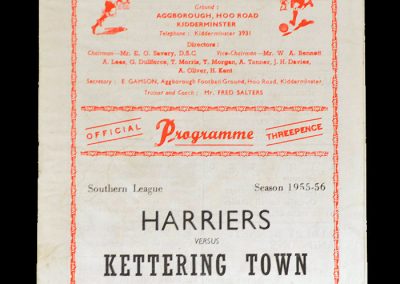 Ground :
AGGBOROUGH, HOO ROAD
KIDDERMINSTER
Telephone : Kidderminster 3931
Directors :
Chairman—Mr. E. G. Savery, D.S.C. Vice-Chairman—Mr. W. A. Bennett
A. Lees, G. Dulliforce, T. Morris, T. Morgan, A. Tanner, J. H. Davies,
A. Oliver, H. Kent
Secretary : E. GAMSON, Aggborough Football Ground, Hoo Road, Kidderminster.
Trainer and Coach : Mr. FRED SALTERS
OFFICIAL Programme THREEPENCE
Southern League Season 1955-56
HARRIERS
VERSUS
KETTERING TOWN